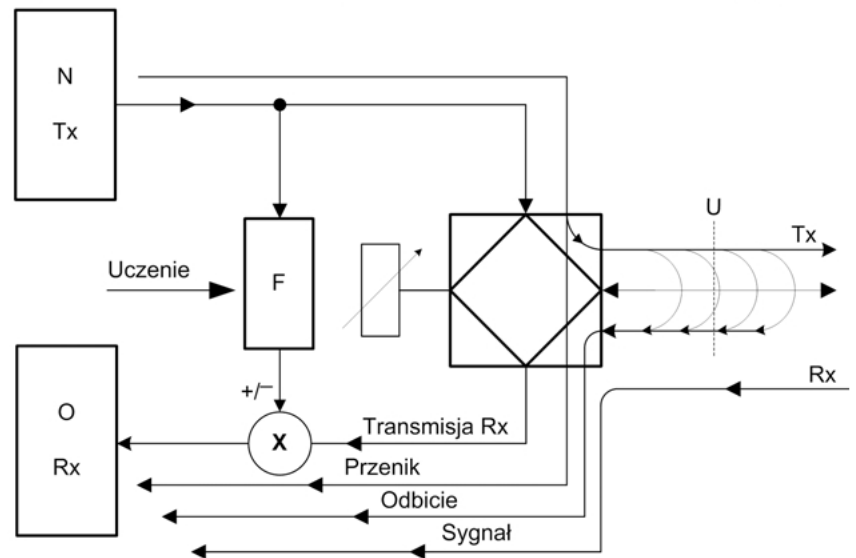 N
Tx
U
Tx
Uczenie
F
Rx
+/−
O
Rx
X
Transmisja Rx
Przenik
Odbicie
Sygnał